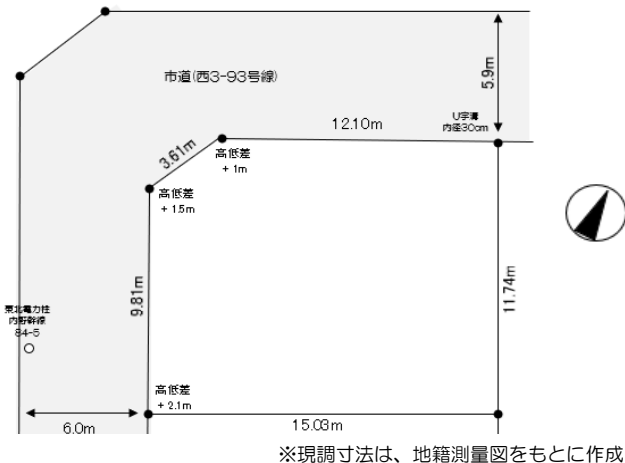 市道(西3-93号線)
5.9m
U字溝
内径30cm
12.10m
3.61m
高低差
+ 1m
高低差
+ 1.5m
9.81m
11.74m
東北電力柱
内野幹線
84-5
高低差
+ 2.1m
6.0m
15.03m
※現調寸法は、地積測量図をもとに作成